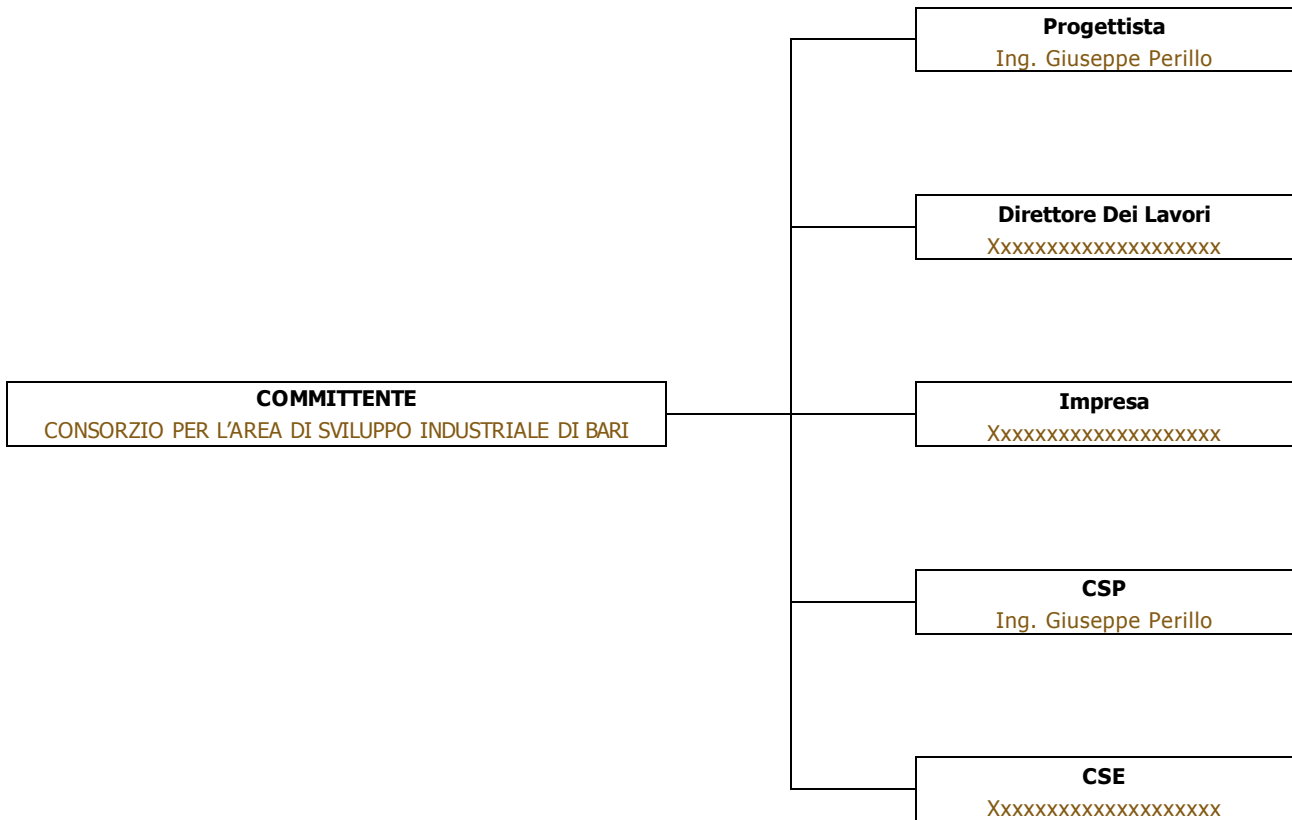 Progettista
Ing. Giuseppe Perillo
Direttore Dei Lavori
Xxxxxxxxxxxxxxxxxxxx
COMMITTENTE
CONSORZIO PER L'AREA DI SVILUPPO INDUSTRIALE DI BARI
Impresa
Xxxxxxxxxxxxxxxxxxxx
CSP
Ing. Giuseppe Perillo
CSE
Xxxxxxxxxxxxxxxxxxxx